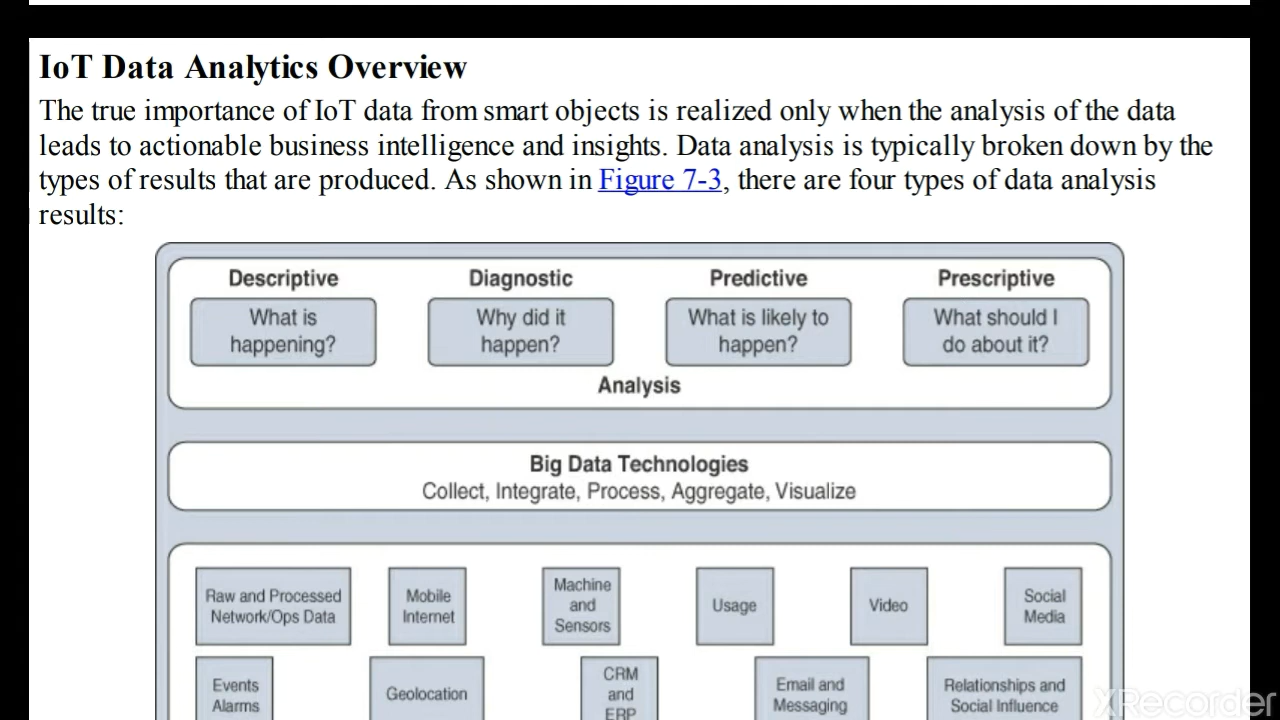 IoT Data Analytics Overview
The true importance of IoT data from smart objects is realized only when the analysis of the data
leads to actionable business intelligence and insights. Data analysis is typically broken down by the
types of results that are produced. As shown in Figure 7-3, there are four types of data analysis
results:
Descriptive
What is
happening?
Diagnostic
Why did it
happen?
Predictive
What is likely to
happen?
Prescriptive
What should I
do about it?
Analysis
Big Data Technologies
Collect, Integrate, Process, Aggregate, Visualize
Raw and Processed
Network/Ops Data
Mobile
Internet
Machine
and
Sensors
Usage
Video
Social
Media
Events
Alarms
Geolocation
CRM
and
ERP
Email and
Messaging
Relationships and
Social Influence
XRecorder